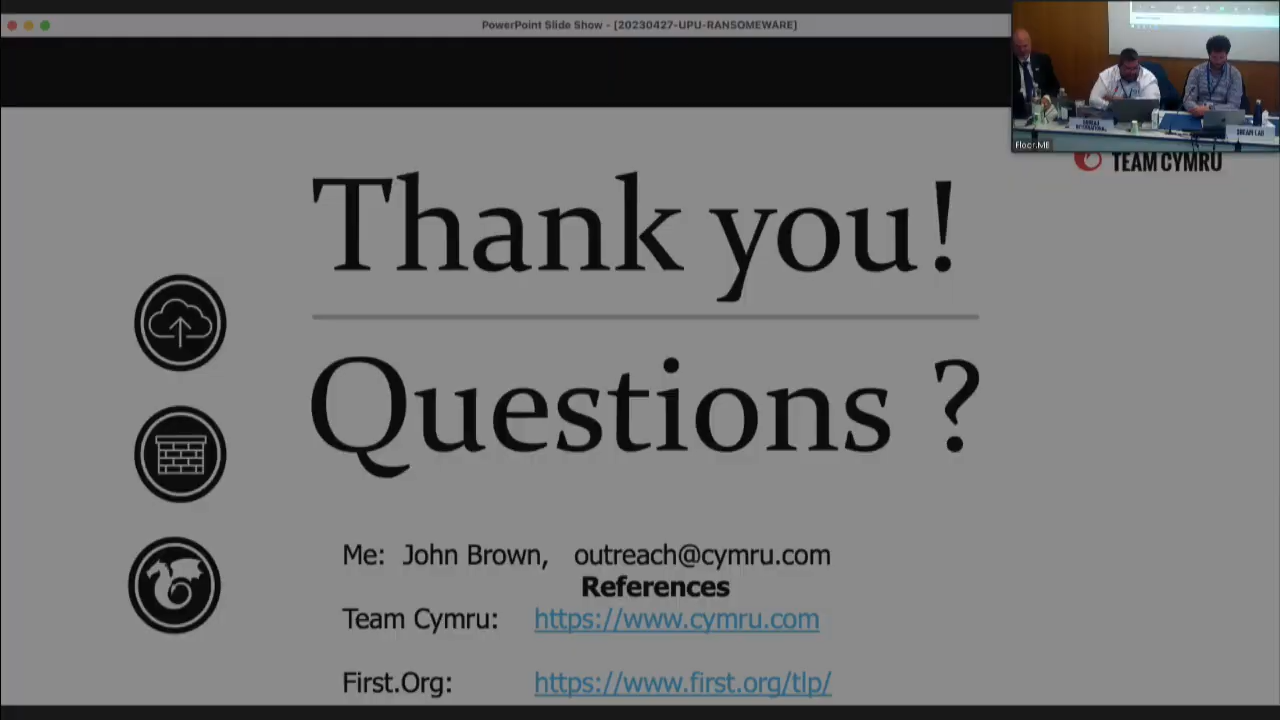 PowerPoint Slide Show - [20230427-UPU-RANSOMEWARE]
TEAM CYMRU
Thank you!
Questions ?
Me: John Brown, outreach@cymru.com
References
Team Cymru: https://www.cymru.com
First.Org: https://www.first.org/tlp/